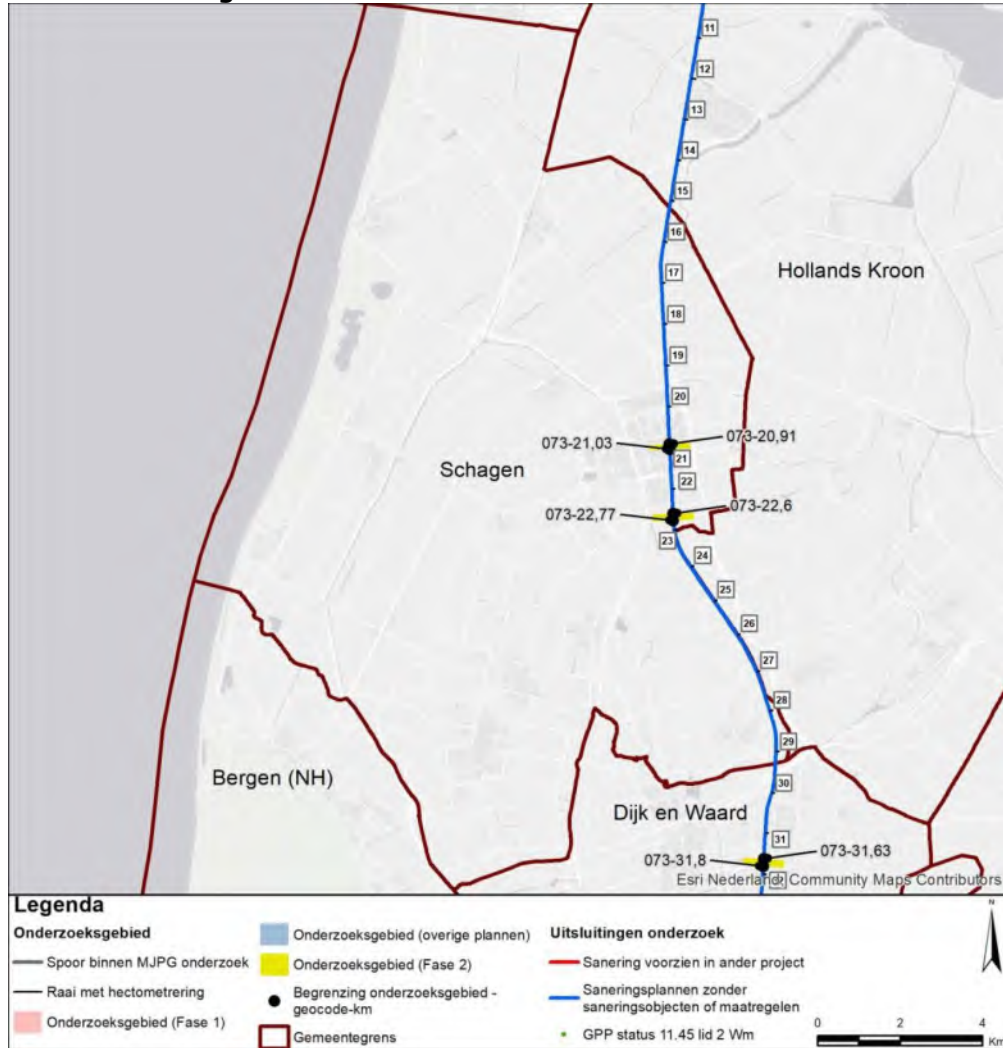 11
12
13
14
15
16
17
Hollands Kroon
18
19
20
073-21,03
073-20,91
21
Schagen
22
073-22,77
073-22,6
23
24
25
26
27
28
29
Bergen (NH)
30
Dijk en Waard
31
073-31,8
073-31,63
Esri Nederland, Community Maps Contributors
Legenda
Onderzoeksgebied
Spoor binnen MJPG onderzoek
Raai met hectometrering
Onderzoeksgebied (Fase 1)
Onderzoeksgebied (overige plannen)
Onderzoeksgebied (Fase 2)
Begrenzing onderzoeksgebied -
geocode-km
Gemeentegrens
Uitsluitingen onderzoek
Sanering voorzien in ander project
Saneringsplannen zonder
saneringsobjecten of maatregelen
GPP status 11.45 lid 2 Wm
N
0 2 4
Km